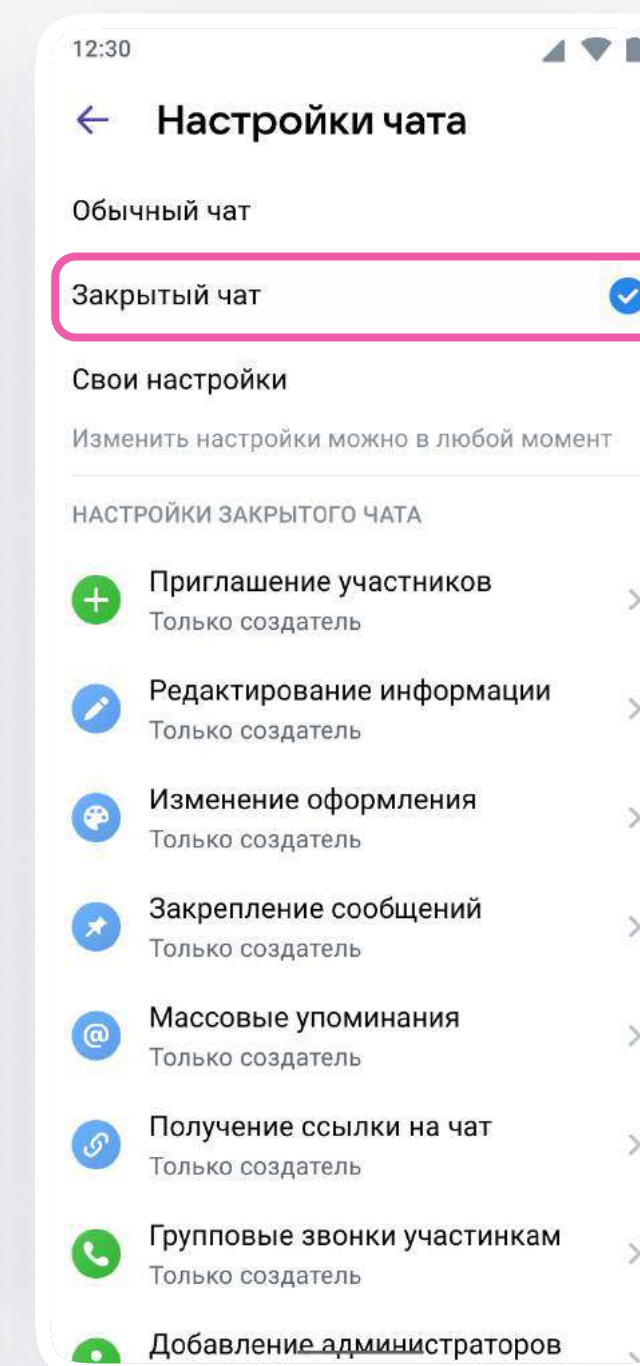 12:30
Настройки чата
Обычный чат
Закрытый чат
Свои настройки
Изменить настройки можно в любой момент
НАСТРОЙКИ ЗАКРЫТОГО ЧАТА
Приглашение участников
Только создатель
Редактирование информации
Только создатель
Изменение оформления
Только создатель
Закрепление сообщений
Только создатель
@ Массовые упоминания
Только создатель
Получение ссылки на чат
Только создатель
Групповые звонки участинкам
Только создатель
Добавление администраторов